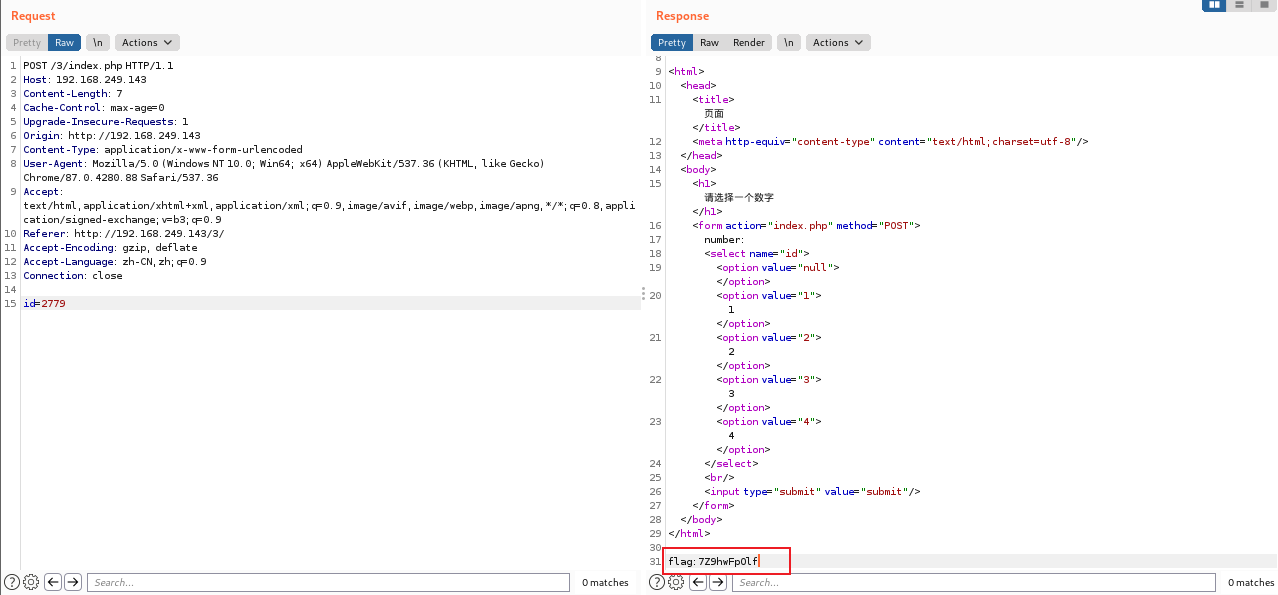 Request
Pretty Raw \n Actions
1 POST /3/index.php HTTP/1.1
2 Host: 192.168.249.143
3 Content-Length: 7
4 Cache-Control: max-age=0
5 Upgrade-Insecure-Requests: 1
6 Origin: http://192.168.249.143
7 Content-Type: application/x-www-form-urlencoded
8 User-Agent: Mozilla/5.0 (Windows NT 10.0; Win64; x64) AppleWebKit/537.36 (KHTML, like Gecko)
Chrome/87.0.4280.88 Safari/537.36
9 Accept:
text/html,application/xhtml+xml,application/xml;q=0.9,image/avif,image/webp,image/apng,*/*;q=0.8,appli
cation/signed-exchange;v=b3;q=0.9
10 Referer: http://192.168.249.143/3/
11 Accept-Encoding: gzip, deflate
12 Accept-Language: zh-CN,zh;q=0.9
13 Connection: close
14
15 id=2779
Search...
0 matches
Response
Pretty Raw Render \n Actions
8
9 <html>
10 <head>
11 <title>
页面
</title>
12 <meta http-equiv="content-type" content="text/html;charset=utf-8"/>
13 </head>
14 <body>
15 <h1>
请选择一个数字
</h1>
16 <form action="index.php" method="POST">
17 number:
18 <select name="id">
19 <option value="null">
</option>
20 <option value="1">
1
</option>
21 <option value="2">
2
</option>
22 <option value="3">
3
</option>
23 <option value="4">
4
</option>
24 </select>
25 <br/>
26 <input type="submit" value="submit"/>
27 </form>
28 </body>
29 </html>
30
31 flag:7Z9hwFpOlf
Search...
0 matches